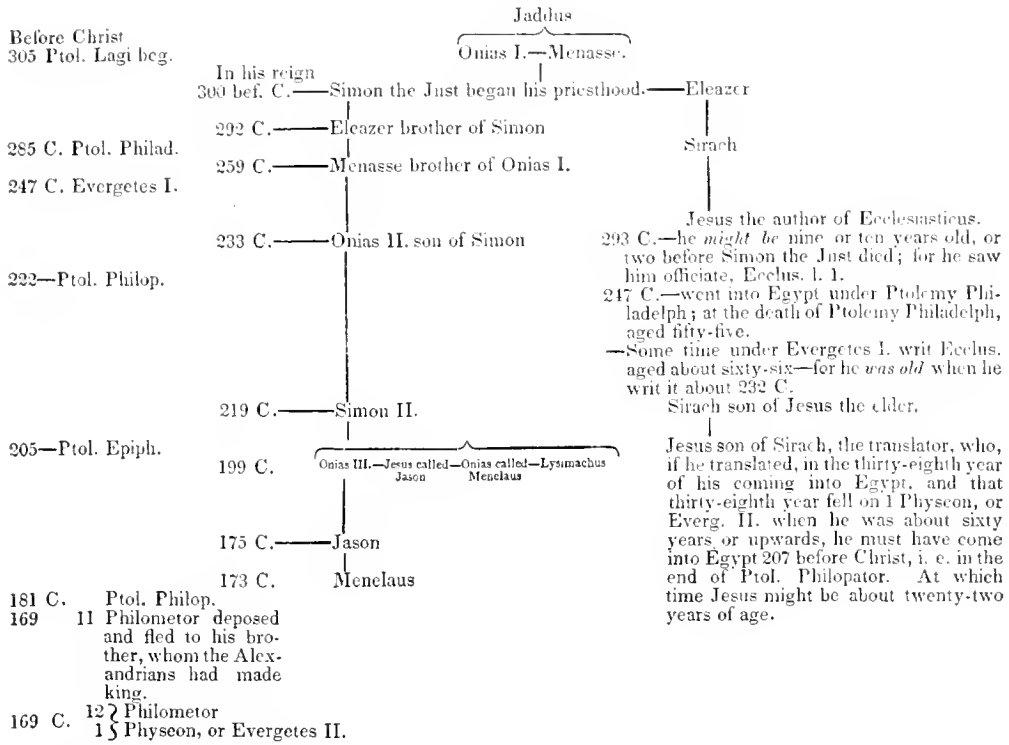 Jaddus
Before Christ
305 Ptol. Lagi beg.
Onias I.—Menasse.
In his reign
300 bef. C.—Simon the Just began his priesthood.—Eleazer
292 C.—Eleazer brother of Simon
Sirach
285 C. Ptol. Philad.
259 C.—Menasse brother of Onias I.
247 C. Evergetes I.
233 C.—Onias II. son of Simon
222—Ptol. Philop.
Jesus the author of Ecclesiasticus.
293 C.—he might be nine or ten years old, or
two before Simon the Just died; for he saw
him officiate, Ecclus. l. 1.
247 C.—went into Egypt under Ptolemy Phi-
ladelph; at the death of Ptolemy Philadelph,
aged fifty-five.
—Some time under Evergetes I. writ Ecclus.
aged about sixty-six—for he was old when he
writ it about 232 C.
219 C.—Simon II.
Sirach son of Jesus the elder.
205—Ptol. Epiph.
199 C.
Onias III.—Jesus called—Onias called—Lysimachus
Jason Menelaus
Jesus son of Sirach, the translator, who,
if he translated, in the thirty-eighth year
of his coming into Egypt, and that
thirty-eighth year fell on 1 Physcon, or
Everg. II. when he was about sixty
years or upwards, he must have come
into Egypt 207 before Christ, i. e. in the
end of Ptol. Philopator. At which
time Jesus might be about twenty-two
years of age.
175 C.—Jason
173 C. Menelaus
181 C. Ptol. Philop.
169 11 Philometor deposed
and fled to his bro-
ther, whom the Alex-
andrians had made
king.
169 C. 12 } Philometor
1 } Physcon, or Evergetes II.